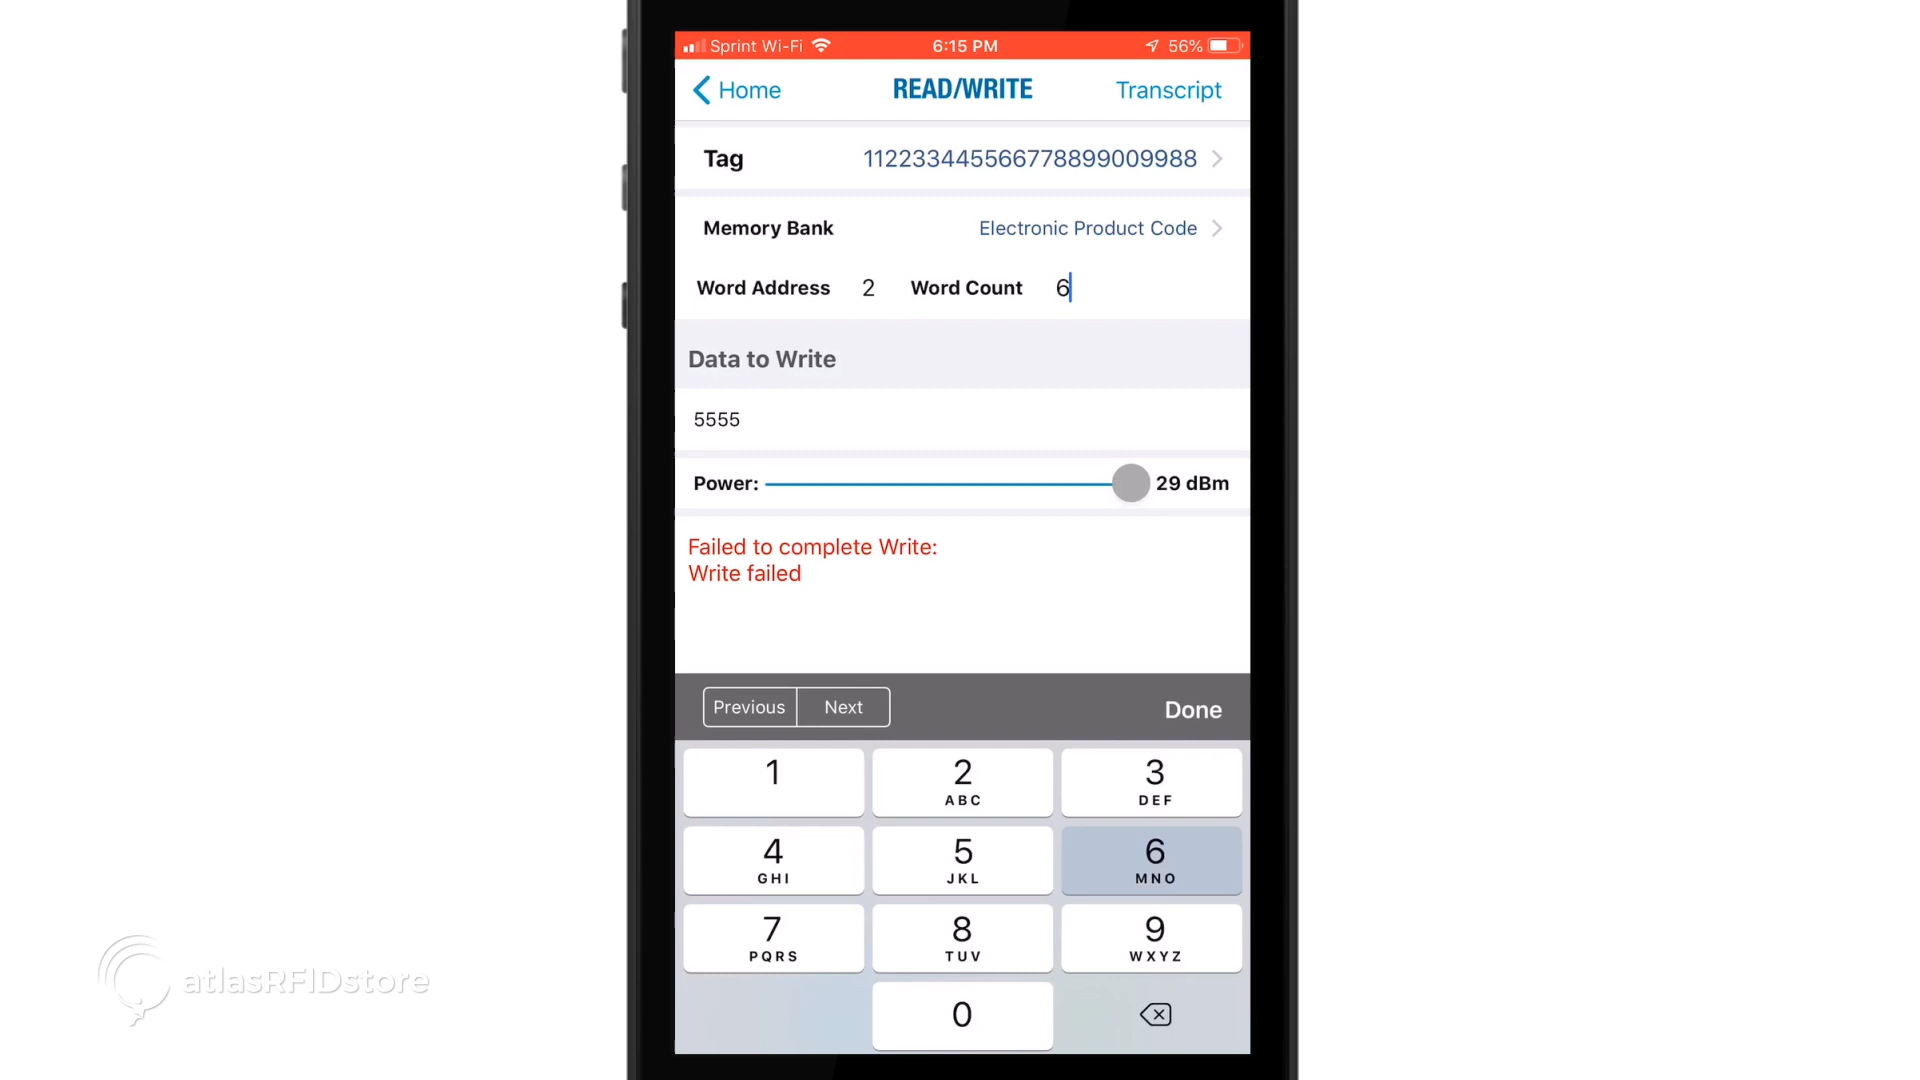 Sprint Wi-Fi 6:15 PM 56%
Home READ/WRITE Transcript
Tag 112233445566778899009988
Memory Bank Electronic Product Code
Word Address 2 Word Count 6
Data to Write
5555
Power: 29 dBm
Failed to complete Write:
Write failed
Previous Next Done
1 2 3
ABC DEF
4 5 6
GHI JKL MNO
7 8 9
PQRS TUV WXYZ
0
atlasRFIDstore